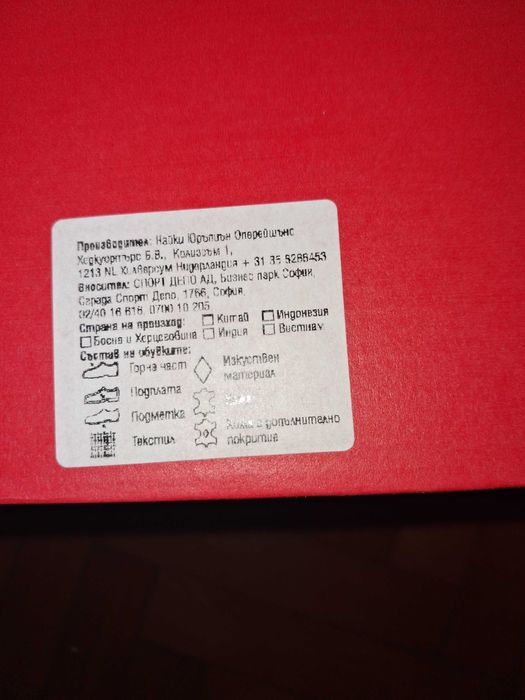 Производител: Найки Юръпиън Оперейшънс
Хедкуортърс Б.В., Колизеум 1,
1213 NL Хилверсум Нидерландия + 31 35 6266453
Вносител: СПОРТ ДЕПО АД, Бизнес парк София,
Сграда Спорт Депо, 1766, София,
02/40 16 816, 0700 10 205
Страна на произход: Китай Индонезия
Босна и Херцеговина Индия Виетнам
Състав на обувките:
Горна част Изкуствен материал
Подплата
Подметка Кожа с допълнително покритие
Текстил